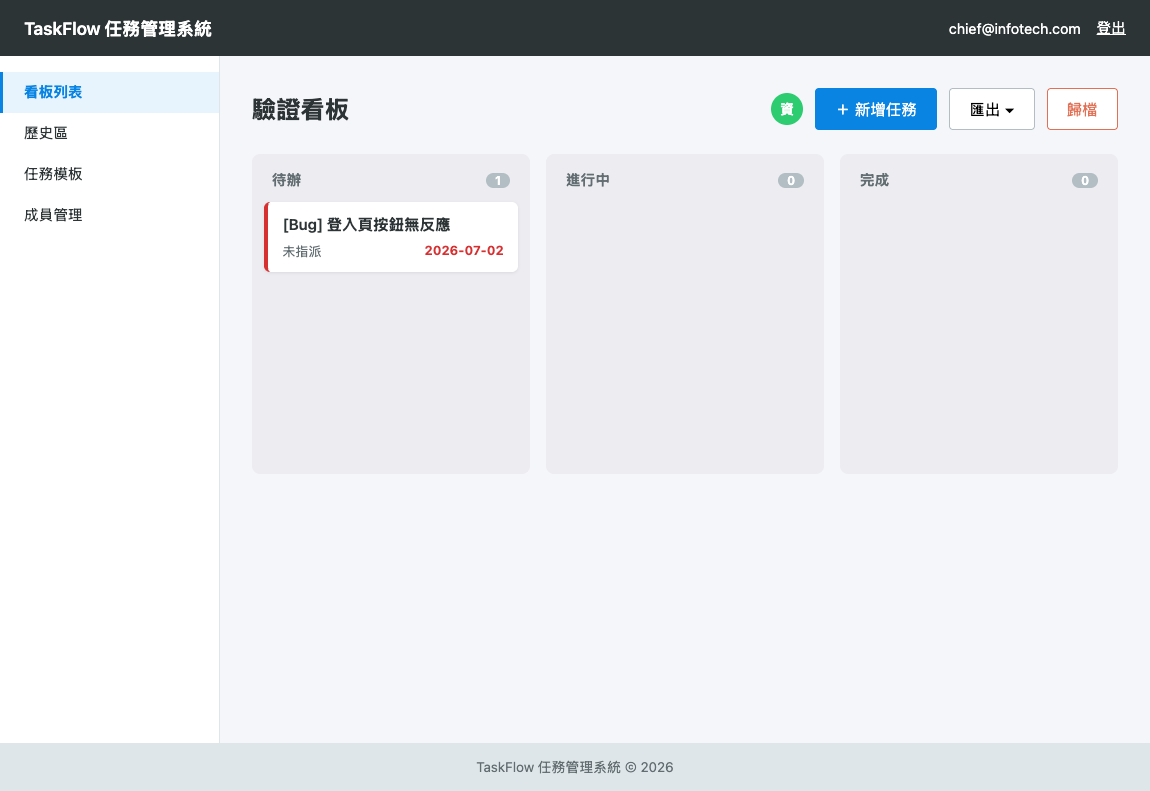 TaskFlow 任務管理系統
chief@infotech.com 登出
看板列表
歷史區
任務模板
成員管理
驗證看板
資
+ 新增任務
匯出
歸檔
待辦 1
[Bug] 登入頁按鈕無反應
未指派 2026-07-02
進行中 0
完成 0
TaskFlow 任務管理系統 © 2026